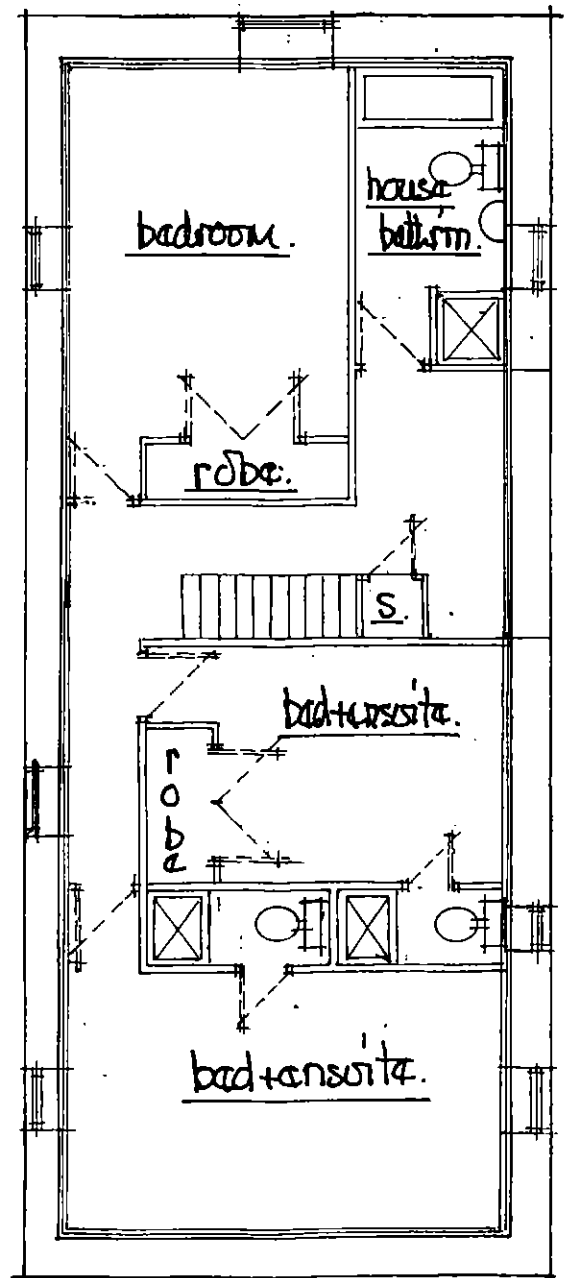 bedroom.
house
bathrm.
robe.
S.
bed+ensuite.
r
o
b
e
bed+ensuite.